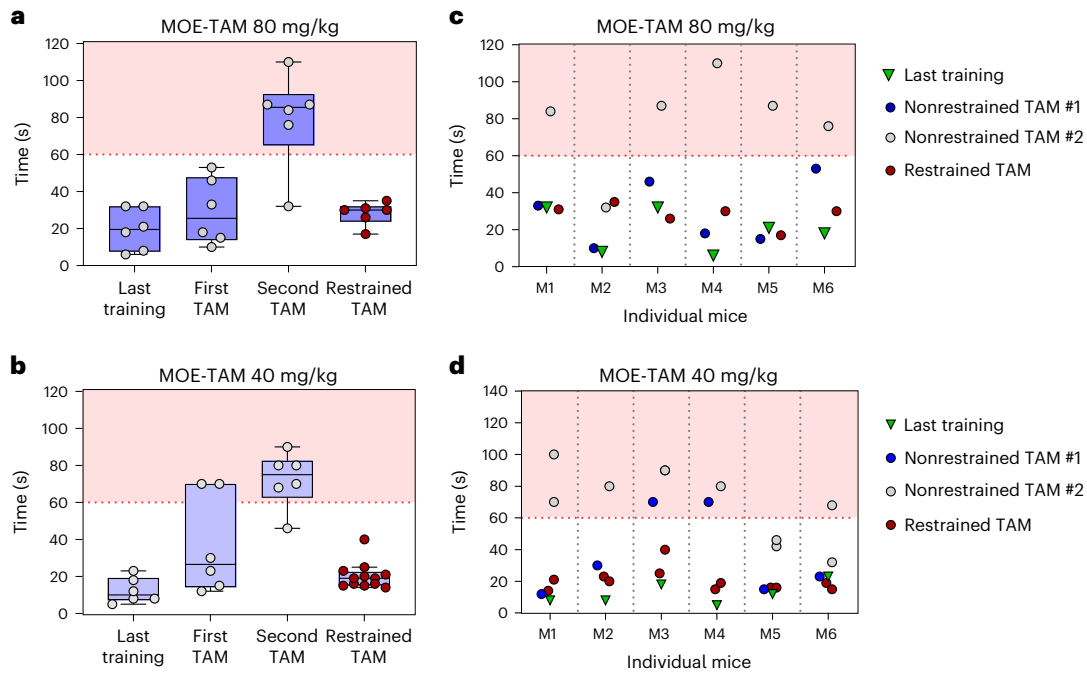 a
MOE-TAM 80 mg/kg
120
100
80
60
40
20
0
Time (s)
Last training
First TAM
Second TAM
Restrained TAM
c
MOE-TAM 80 mg/kg
120
100
80
60
40
20
0
Time (s)
M1 M2 M3 M4 M5 M6
Individual mice
Last training
Nonrestrained TAM #1
Nonrestrained TAM #2
Restrained TAM
b
MOE-TAM 40 mg/kg
120
100
80
60
40
20
0
Time (s)
Last training
First TAM
Second TAM
Restrained TAM
d
MOE-TAM 40 mg/kg
140
120
100
80
60
40
20
0
Time (s)
M1 M2 M3 M4 M5 M6
Individual mice
Last training
Nonrestrained TAM #1
Nonrestrained TAM #2
Restrained TAM